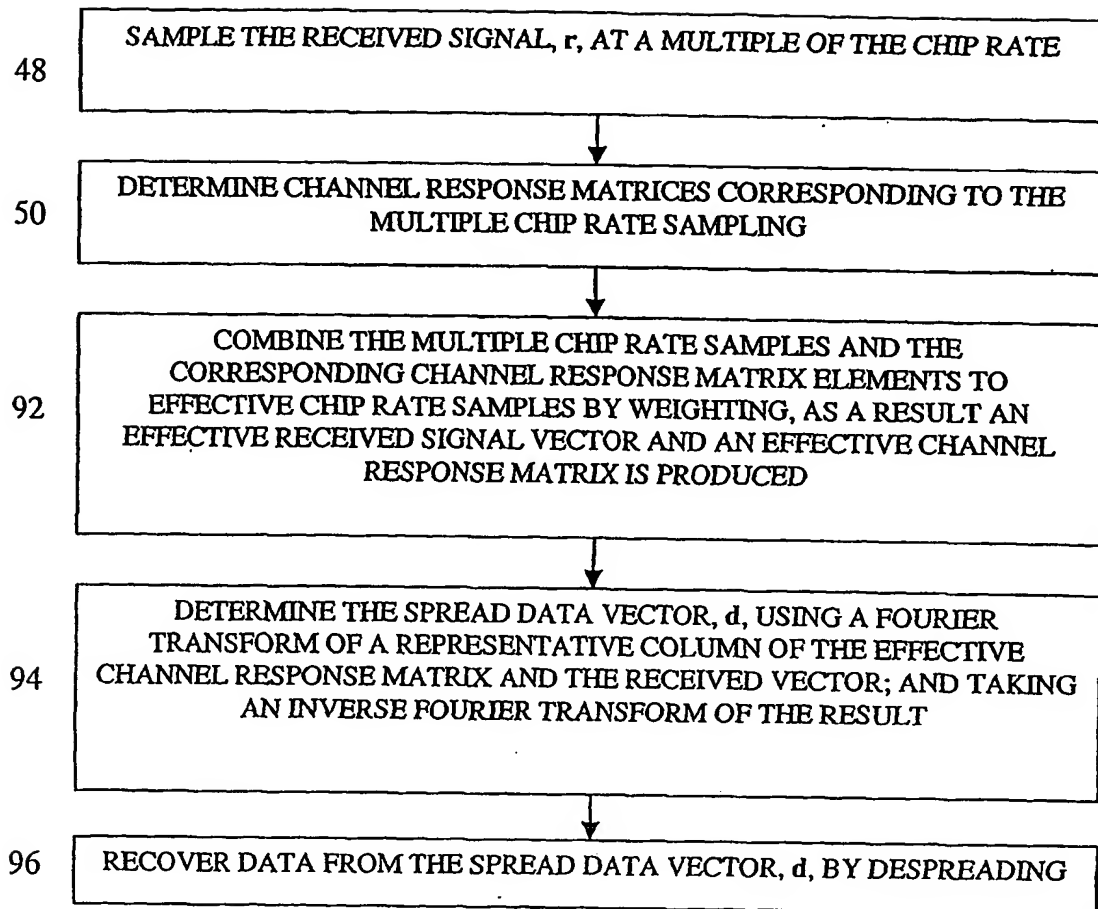 48
SAMPLE THE RECEIVED SIGNAL, r, AT A MULTIPLE OF THE CHIP RATE
50
DETERMINE CHANNEL RESPONSE MATRICES CORRESPONDING TO THE
MULTIPLE CHIP RATE SAMPLING
92
COMBINE THE MULTIPLE CHIP RATE SAMPLES AND THE
CORRESPONDING CHANNEL RESPONSE MATRIX ELEMENTS TO
EFFECTIVE CHIP RATE SAMPLES BY WEIGHTING, AS A RESULT AN
EFFECTIVE RECEIVED SIGNAL VECTOR AND AN EFFECTIVE CHANNEL
RESPONSE MATRIX IS PRODUCED
94
DETERMINE THE SPREAD DATA VECTOR, d, USING A FOURIER
TRANSFORM OF A REPRESENTATIVE COLUMN OF THE EFFECTIVE
CHANNEL RESPONSE MATRIX AND THE RECEIVED VECTOR; AND TAKING
AN INVERSE FOURIER TRANSFORM OF THE RESULT
96
RECOVER DATA FROM THE SPREAD DATA VECTOR, d, BY DESPREADING